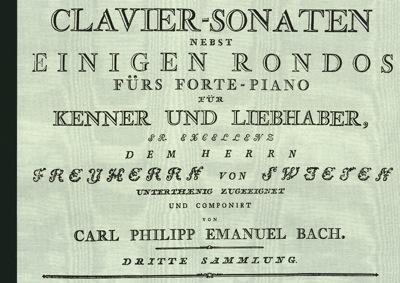 CLAVIER-SONATEN
NEBST
EINIGEN RONDOS
FÜRS FORTE-PIANO
FÜR
KENNER UND LIEBHABER,
SR EXCELLENZ
DEM HERRN
FREYHERRN VON SWIETEN
UNTERTHÆNIG ZUGEEIGNET
UND COMPONIRT
VON
CARL PHILIPP EMANUEL BACH.
DRITTE SAMMLUNG.